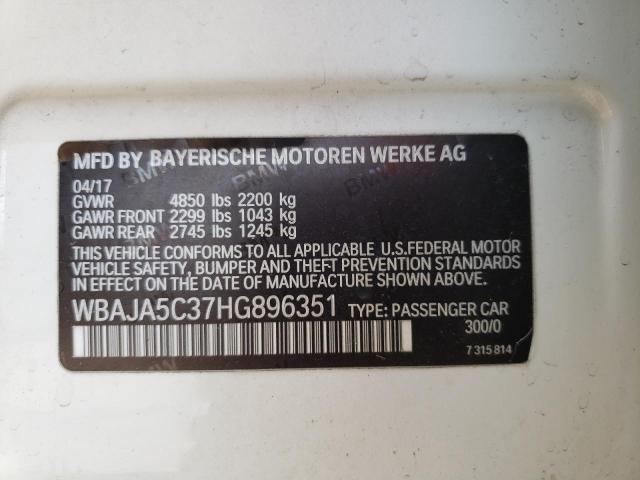 MFD BY BAYERISCHE MOTOREN WERKE AG
04/17
GVWR 4850 lbs 2200 kg
GAWR FRONT 2299 lbs 1043 kg
GAWR REAR 2745 lbs 1245 kg
THIS VEHICLE CONFORMS TO ALL APPLICABLE U.S.FEDERAL MOTOR
VEHICLE SAFETY, BUMPER, AND THEFT PREVENTION STANDARDS
IN EFFECT ON THE DATE OF MANUFACTURE SHOWN ABOVE.
WBAJA5C37HG896351 TYPE: PASSENGER CAR
300/0
7 315 814